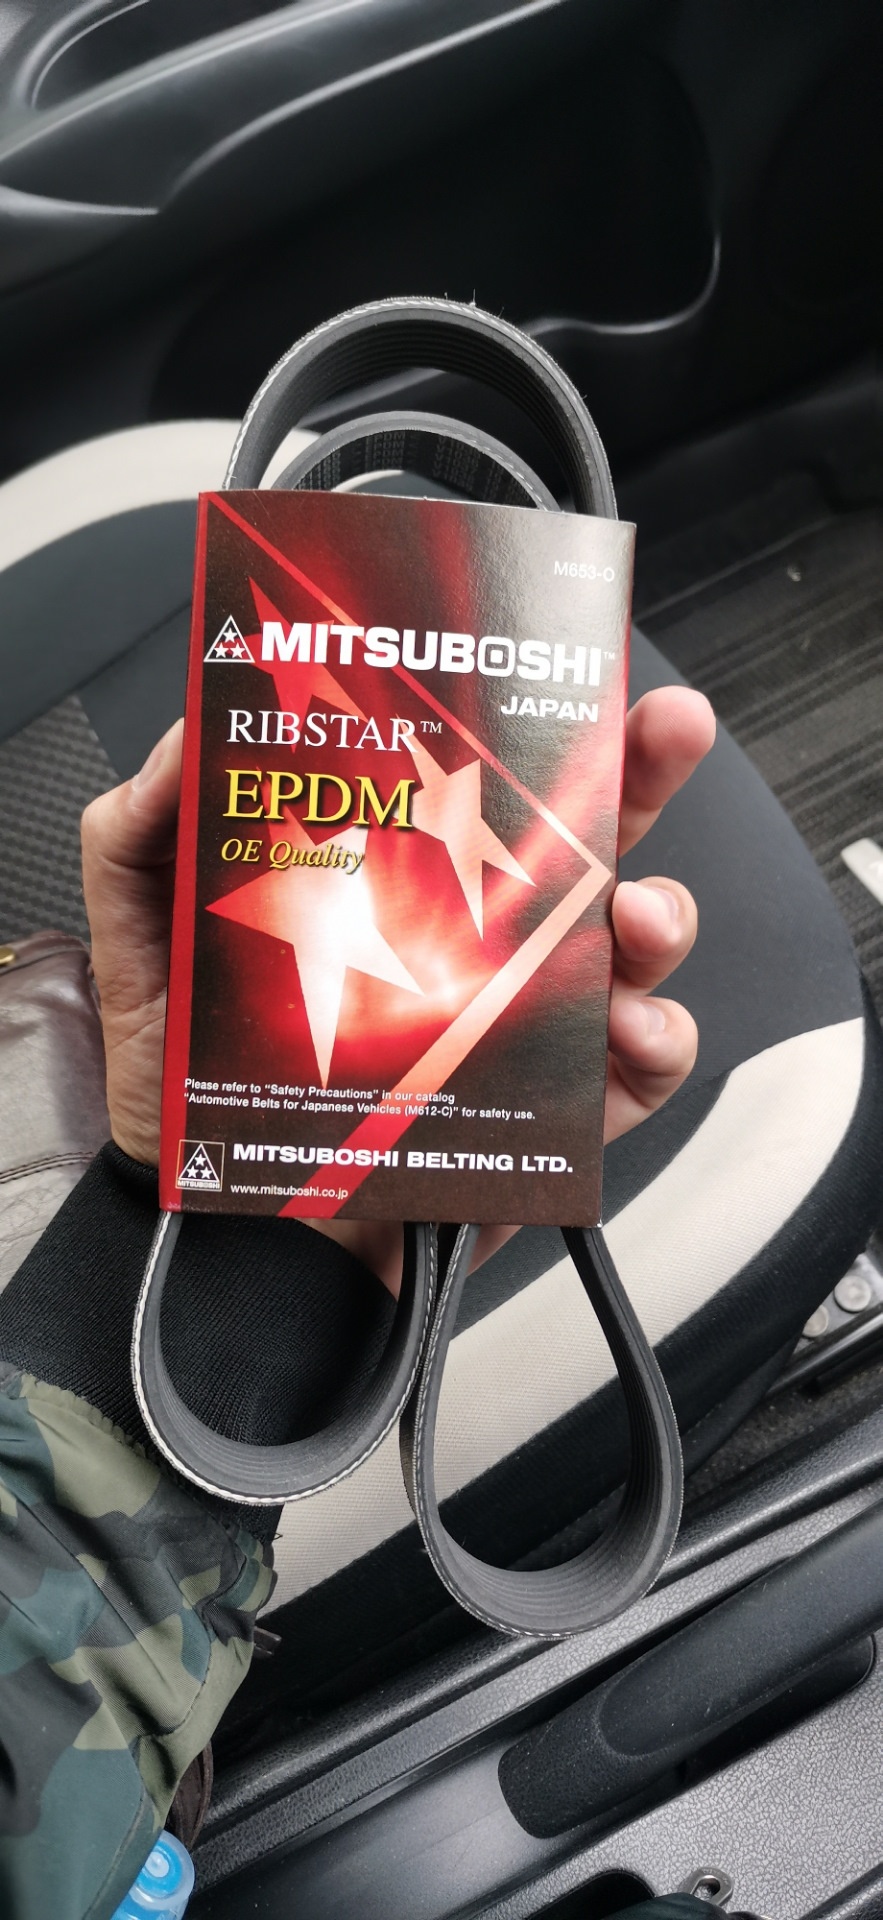 M653-O
MITSUBOSHI™
JAPAN
RIBSTAR™
EPDM
OE Quality
Please refer to "Safety Precautions" in our catalog
"Automotive Belts for Japanese Vehicles (M612-C)" for safety use.
MITSUBOSHI
MITSUBOSHI BELTING LTD.
www.mitsuboshi.co.jp